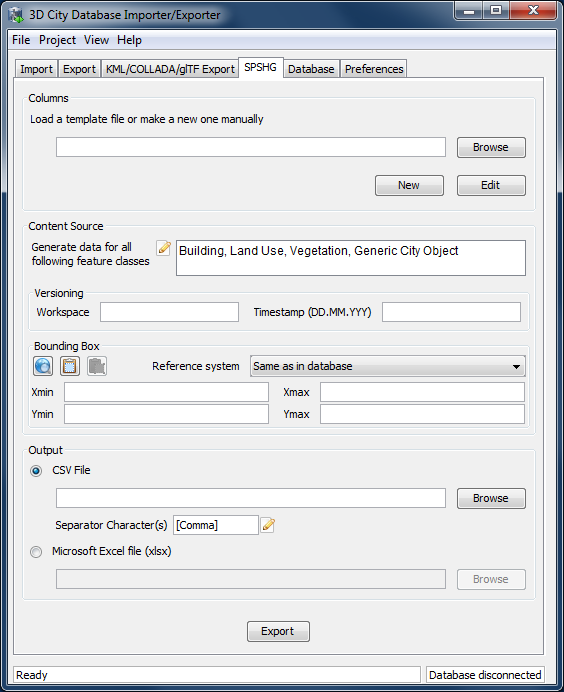 3D City Database Importer/Exporter
File Project View Help
Import Export KML/COLLADA/glTF Export SPSHG Database Preferences
Columns
Load a template file or make a new one manually
Browse
New Edit
Content Source
Generate data for all
following feature classes
Building, Land Use, Vegetation, Generic City Object
Versioning
Workspace Timestamp (DD.MM.YYY)
Bounding Box
Reference system Same as in database
Xmin Xmax
Ymin Ymax
Output
CSV File
Browse
Separator Character(s) [Comma]
Microsoft Excel file (xlsx)
Browse
Export
Ready Database disconnected